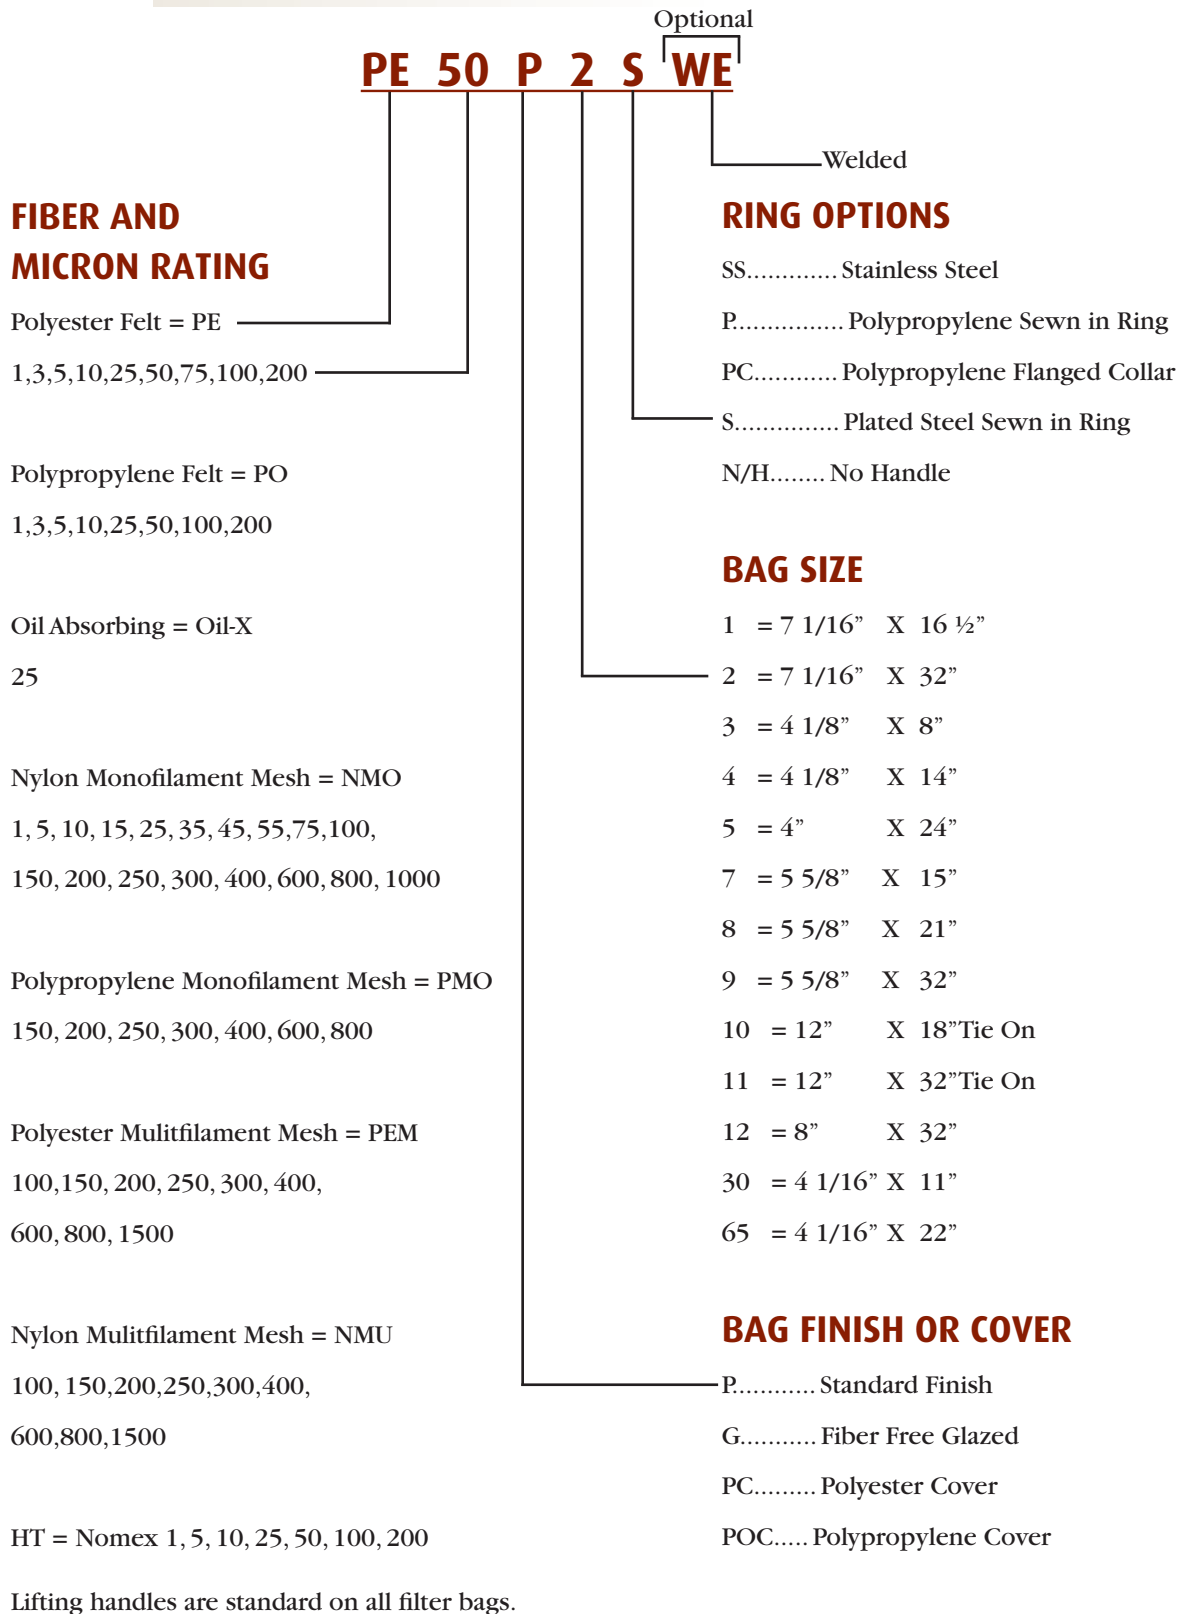 Optional
PE 50 P 2 S WE
Welded
FIBER AND
MICRON RATING
Polyester Felt = PE
1,3,5,10,25,50,75,100,200
Polypropylene Felt = PO
1,3,5,10,25,50,100,200
Oil Absorbing = Oil-X
25
Nylon Monofilament Mesh = NMO
1, 5, 10, 15, 25, 35, 45, 55,75,100,
150, 200, 250, 300, 400, 600, 800, 1000
Polypropylene Monofilament Mesh = PMO
150, 200, 250, 300, 400, 600, 800
Polyester Mulitfilament Mesh = PEM
100,150, 200, 250, 300, 400,
600, 800, 1500
Nylon Mulitfilament Mesh = NMU
100, 150,200,250,300,400,
600,800,1500
HT = Nomex 1, 5, 10, 25, 50, 100, 200
Lifting handles are standard on all filter bags.
RING OPTIONS
SS............. Stainless Steel
P................ Polypropylene Sewn in Ring
PC............ Polypropylene Flanged Collar
S............... Plated Steel Sewn in Ring
N/H........ No Handle
BAG SIZE
1 = 7 1/16” X 16 ½”
2 = 7 1/16” X 32”
3 = 4 1/8” X 8”
4 = 4 1/8” X 14”
5 = 4” X 24”
7 = 5 5/8” X 15”
8 = 5 5/8” X 21”
9 = 5 5/8” X 32”
10 = 12” X 18”Tie On
11 = 12” X 32”Tie On
12 = 8” X 32”
30 = 4 1/16” X 11”
65 = 4 1/16” X 22”
BAG FINISH OR COVER
P............ Standard Finish
G........... Fiber Free Glazed
PC......... Polyester Cover
POC..... Polypropylene Cover